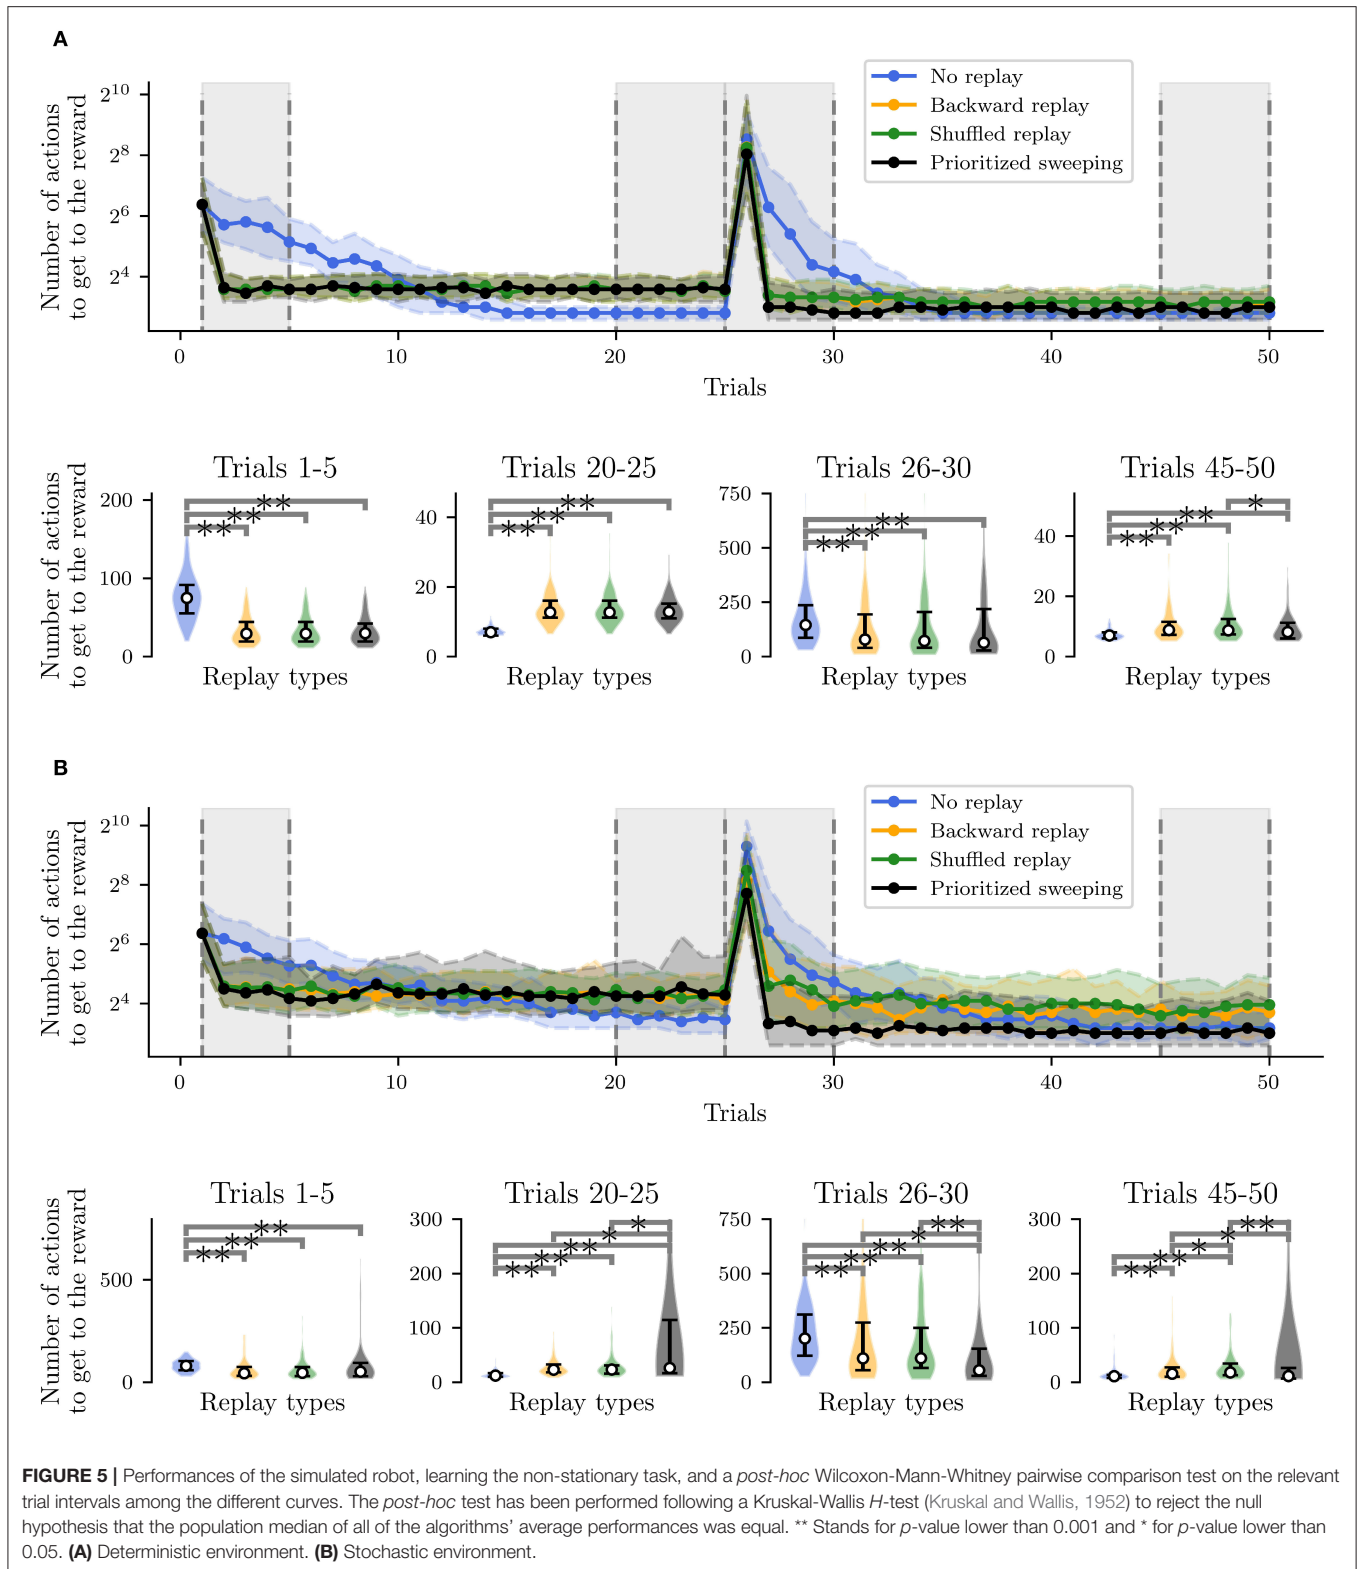 A
Number of actions
to get to the reward
2^10
2^8
2^6
2^4
No replay
Backward replay
Shuffled replay
Prioritized sweeping
0 10 20 30 40 50
Trials
Trials 1-5 Trials 20-25 Trials 26-30 Trials 45-50
Number of actions
to get to the reward
200
100
0
40
20
0
750
500
250
0
40
20
0
** ** **
** ** **
** ** **
* ** ** **
Replay types Replay types Replay types Replay types
B
Number of actions
to get to the reward
2^10
2^8
2^6
2^4
No replay
Backward replay
Shuffled replay
Prioritized sweeping
0 10 20 30 40 50
Trials
Trials 1-5 Trials 20-25 Trials 26-30 Trials 45-50
Number of actions
to get to the reward
500
0
300
200
100
0
750
500
250
0
300
200
100
0
** ** **
* * ** ** **
** * ** ** **
** * * ** **
Replay types Replay types Replay types Replay types
FIGURE 5 | Performances of the simulated robot, learning the non-stationary task, and a post-hoc Wilcoxon-Mann-Whitney pairwise comparison test on the relevant
trial intervals among the different curves. The post-hoc test has been performed following a Kruskal-Wallis H-test (Kruskal and Wallis, 1952) to reject the null
hypothesis that the population median of all of the algorithms' average performances was equal. ** Stands for p-value lower than 0.001 and * for p-value lower than
0.05. (A) Deterministic environment. (B) Stochastic environment.